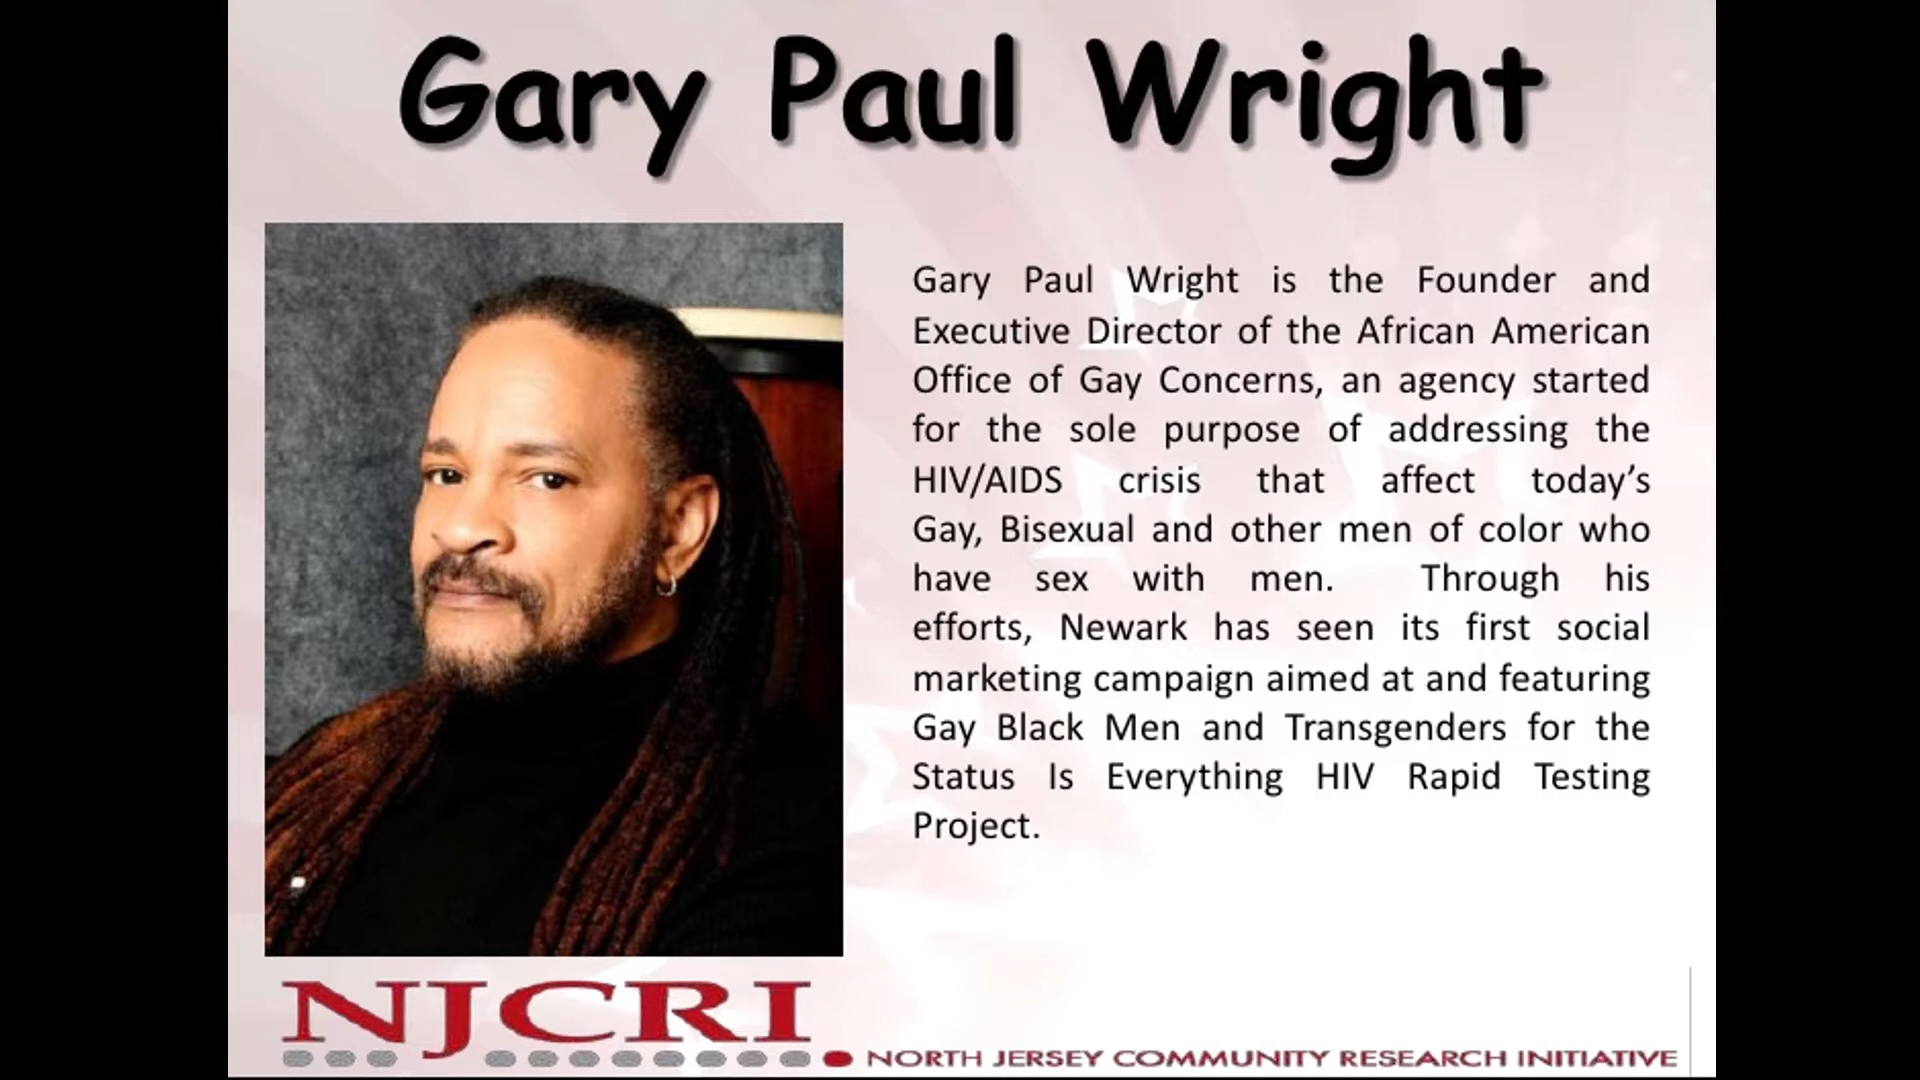 Gary Paul Wright
Gary Paul Wright is the Founder and
Executive Director of the African American
Office of Gay Concerns, an agency started
for the sole purpose of addressing the
HIV/AIDS crisis that affect today’s
Gay, Bisexual and other men of color who
have sex with men. Through his
efforts, Newark has seen its first social
marketing campaign aimed at and featuring
Gay Black Men and Transgenders for the
Status Is Everything HIV Rapid Testing
Project.
NJCRI
NORTH JERSEY COMMUNITY RESEARCH INITIATIVE